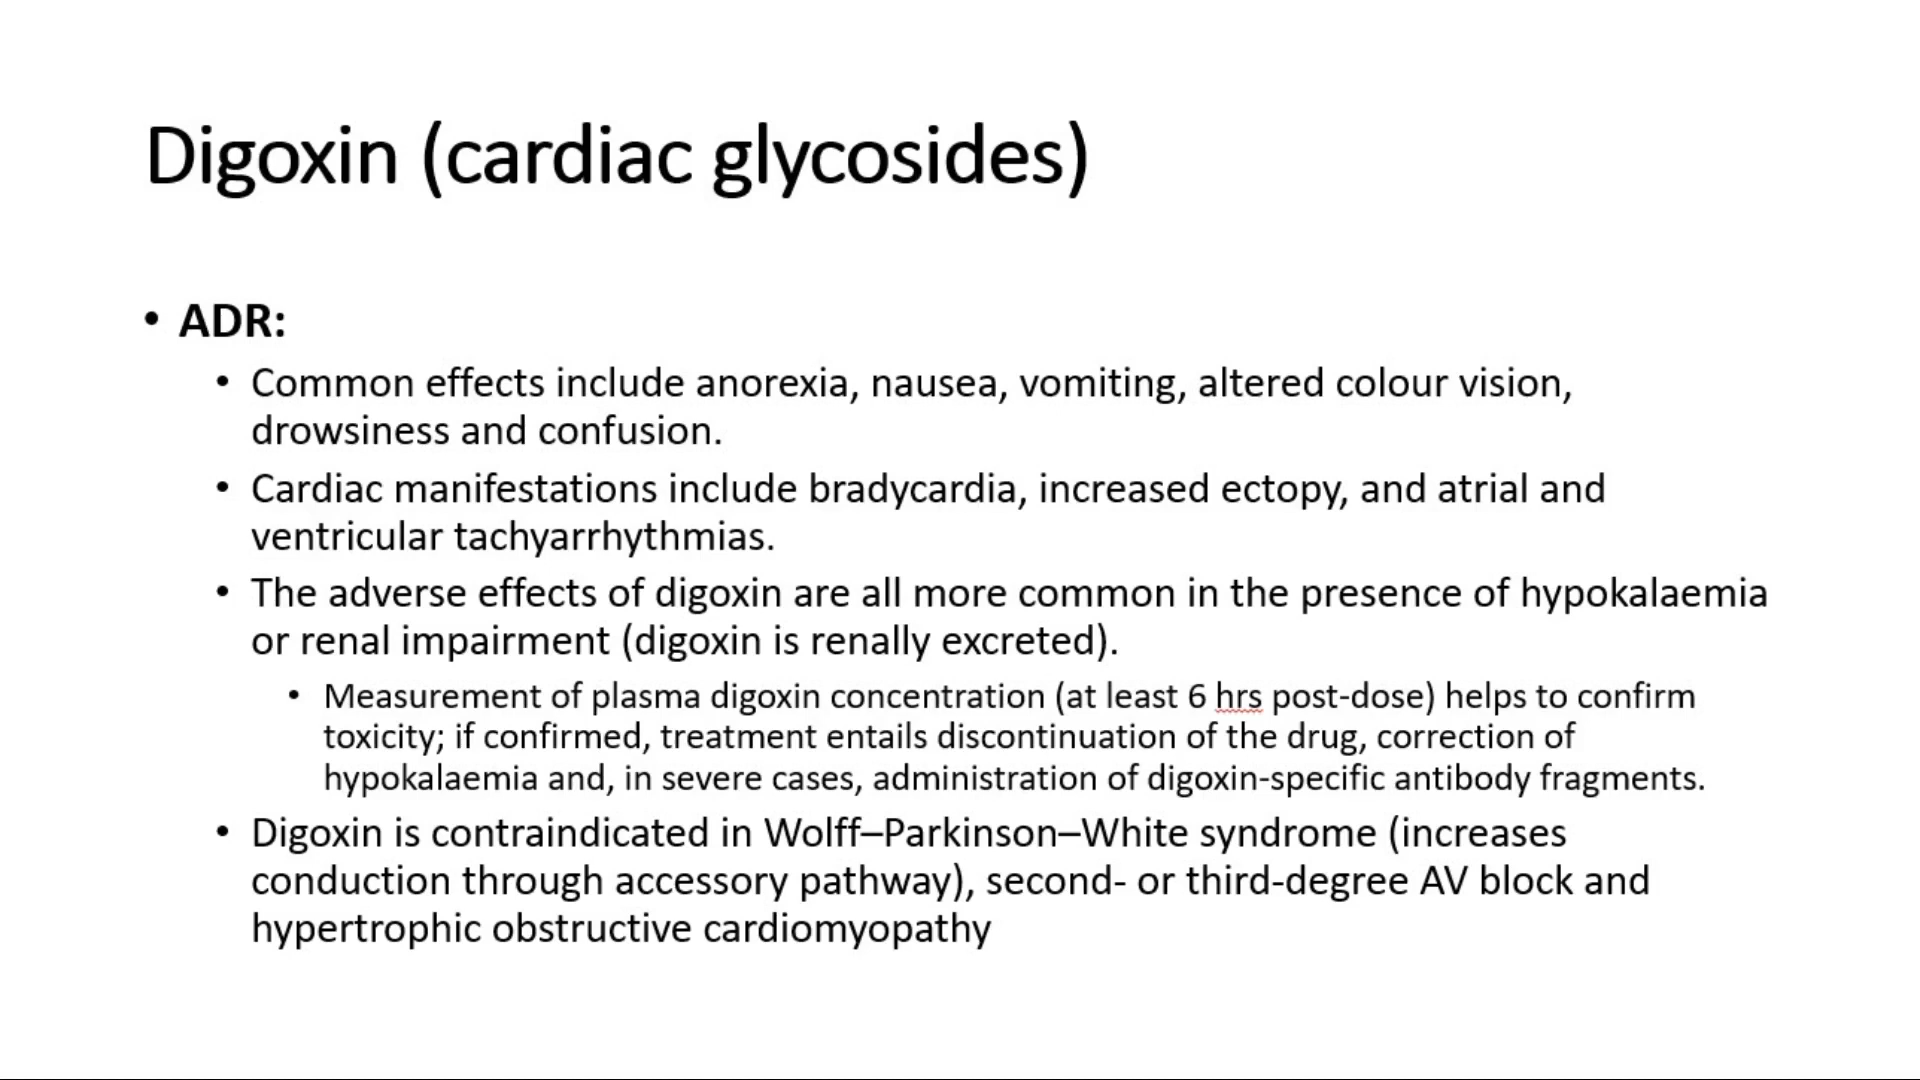 Digoxin (cardiac glycosides)
• ADR:
• Common effects include anorexia, nausea, vomiting, altered colour vision,
drowsiness and confusion.
• Cardiac manifestations include bradycardia, increased ectopy, and atrial and
ventricular tachyarrhythmias.
• The adverse effects of digoxin are all more common in the presence of hypokalaemia
or renal impairment (digoxin is renally excreted).
• Measurement of plasma digoxin concentration (at least 6 hrs post-dose) helps to confirm
toxicity; if confirmed, treatment entails discontinuation of the drug, correction of
hypokalaemia and, in severe cases, administration of digoxin-specific antibody fragments.
• Digoxin is contraindicated in Wolff–Parkinson–White syndrome (increases
conduction through accessory pathway), second- or third-degree AV block and
hypertrophic obstructive cardiomyopathy